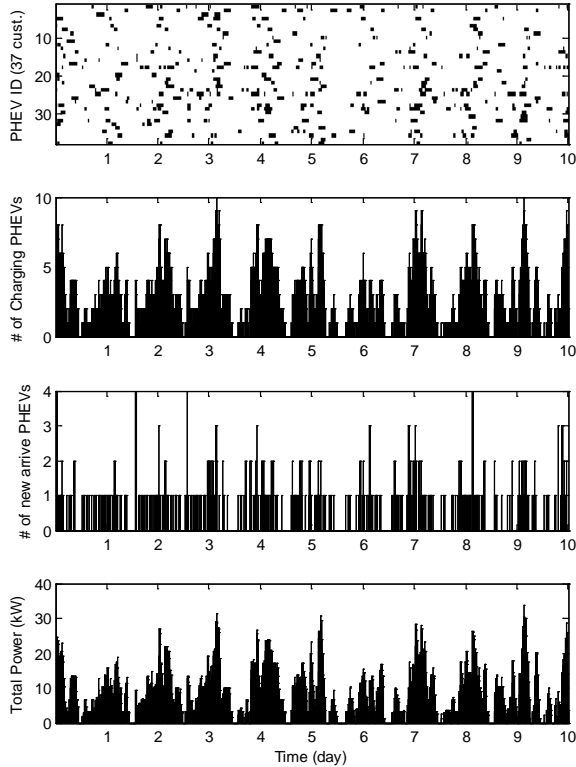 PHEV ID (37 cust.)
10
20
30
1 2 3 4 5 6 7 8 9 10
# of Charging PHEVs
10
5
0
1 2 3 4 5 6 7 8 9 10
# of new arrive PHEVs
4
3
2
1
0
1 2 3 4 5 6 7 8 9 10
Total Power (kW)
40
30
20
10
0
1 2 3 4 5 6 7 8 9 10
Time (day)